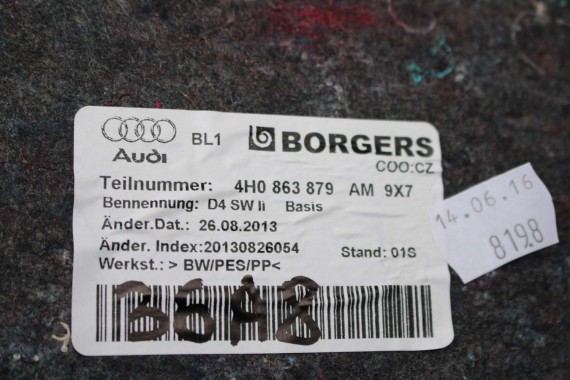 Audi BL1 BORGERS
COO:CZ
Teilnummer: 4H0 863 879 AM 9X7
Bennennung: D4 SW li Basis
Änder.Dat.: 26.08.2013
Änder. Index:20130826054 Stand: 01S
Werkst.: > BW/PES/PP<
36A8
14.06.16
8198